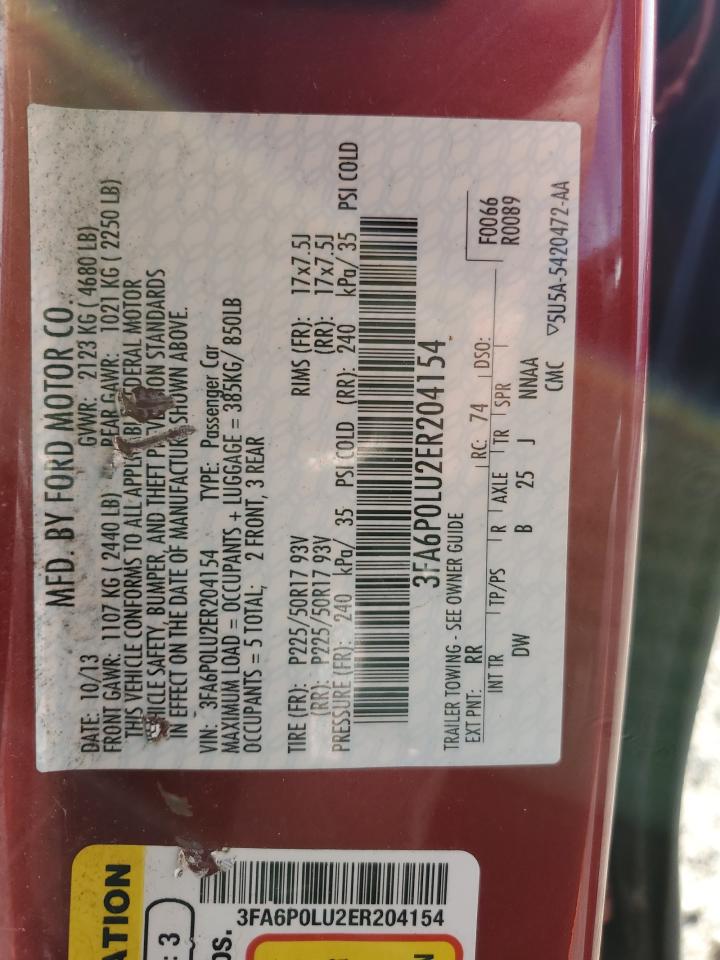 MFD. BY FORD MOTOR CO.
DATE: 10/13 GVWR: 2123 KG ( 4680 LB)
FRONT GAWR: 1107 KG ( 2440 LB) REAR GAWR: 1021 KG ( 2250 LB)
THIS VEHICLE CONFORMS TO ALL FEDERAL MOTOR
VEHICLE SAFETY, BUMPER, AND THEFT PREVENTION STANDARDS
IN EFFECT ON THE DATE OF MANUFACTURE SHOWN ABOVE.
VIN: 3FA6P0LU2ER204154 TYPE: Passenger Car
MAXIMUM LOAD = OCCUPANTS + LUGGAGE = 385KG/ 850LB
OCCUPANTS = 5 TOTAL; 2 FRONT, 3 REAR
TIRE (FR): P225/50R17 93V RIMS (FR): 17x7.5J
(RR): P225/50R17 93V (RR): 17x7.5J
PRESSURE (FR): 240 kPa/ 35 PSI COLD (RR): 240 kPa/ 35 PSI COLD
3FA6P0LU2ER204154
TRAILER TOWING - SEE OWNER GUIDE F0066
EXT PNT: RR RC: 74 DSO: R0089
INT TR TP/PS R AXLE TR SPR
DW B 25 J NNAA
CMC ▽5U5A-5420472-AA
ATION
: 3
OS.
3FA6P0LU2ER204154